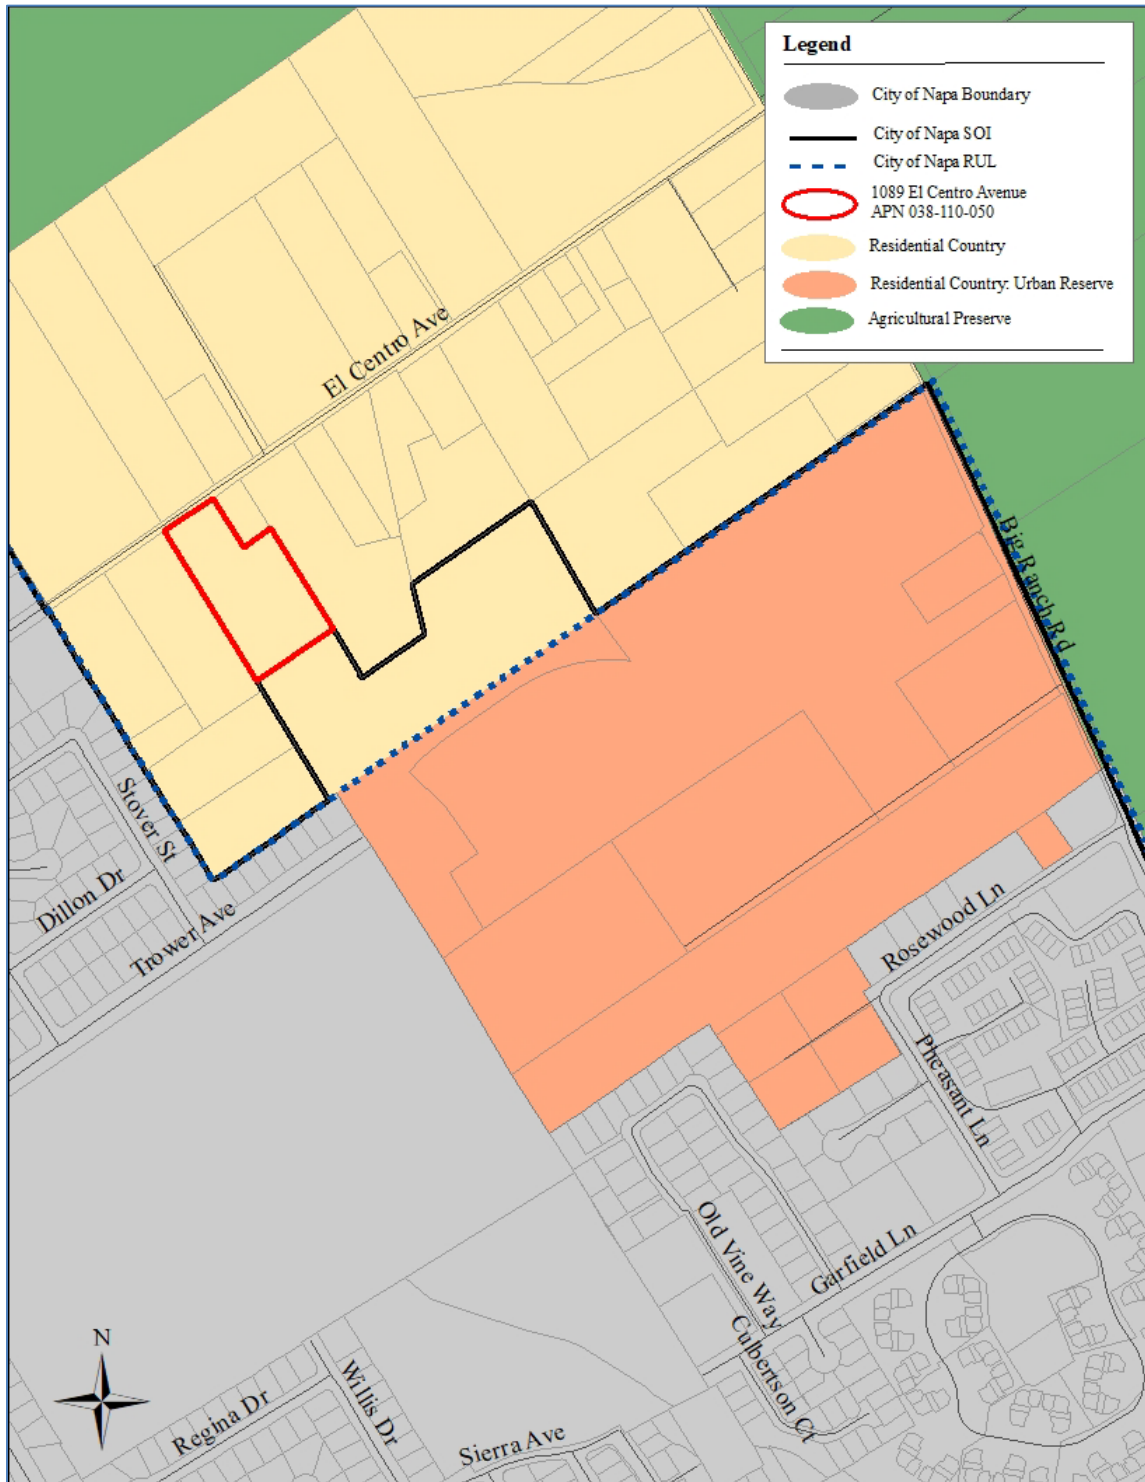 Legend
City of Napa Boundary
City of Napa SOI
City of Napa RUL
1089 El Centro Avenue
APN 038-110-050
Residential Country
Residential Country: Urban Reserve
Agricultural Preserve
El Centro Ave
Big Ranch Rd
Stover St
Dillon Dr
Trower Ave
Rosewood Ln
Pheasant Ln
Old Vine Way
Garfield Ln
Culbertson Ct
N
Regina Dr
Willis Dr
Sierra Ave